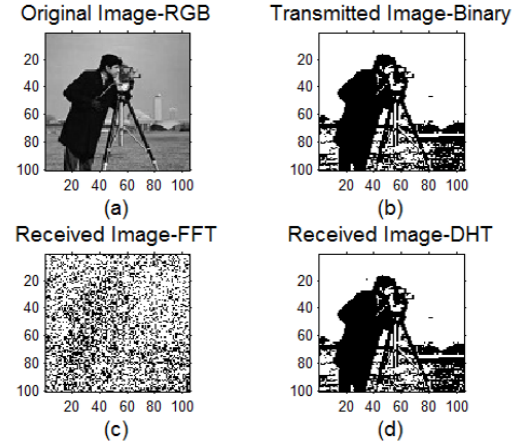 Original Image-RGB
Transmitted Image-Binary
20
40
60
80
100
20 40 60 80 100
(a)
20
40
60
80
100
20 40 60 80 100
(b)
Received Image-FFT
Received Image-DHT
20
40
60
80
100
20 40 60 80 100
(c)
20
40
60
80
100
20 40 60 80 100
(d)